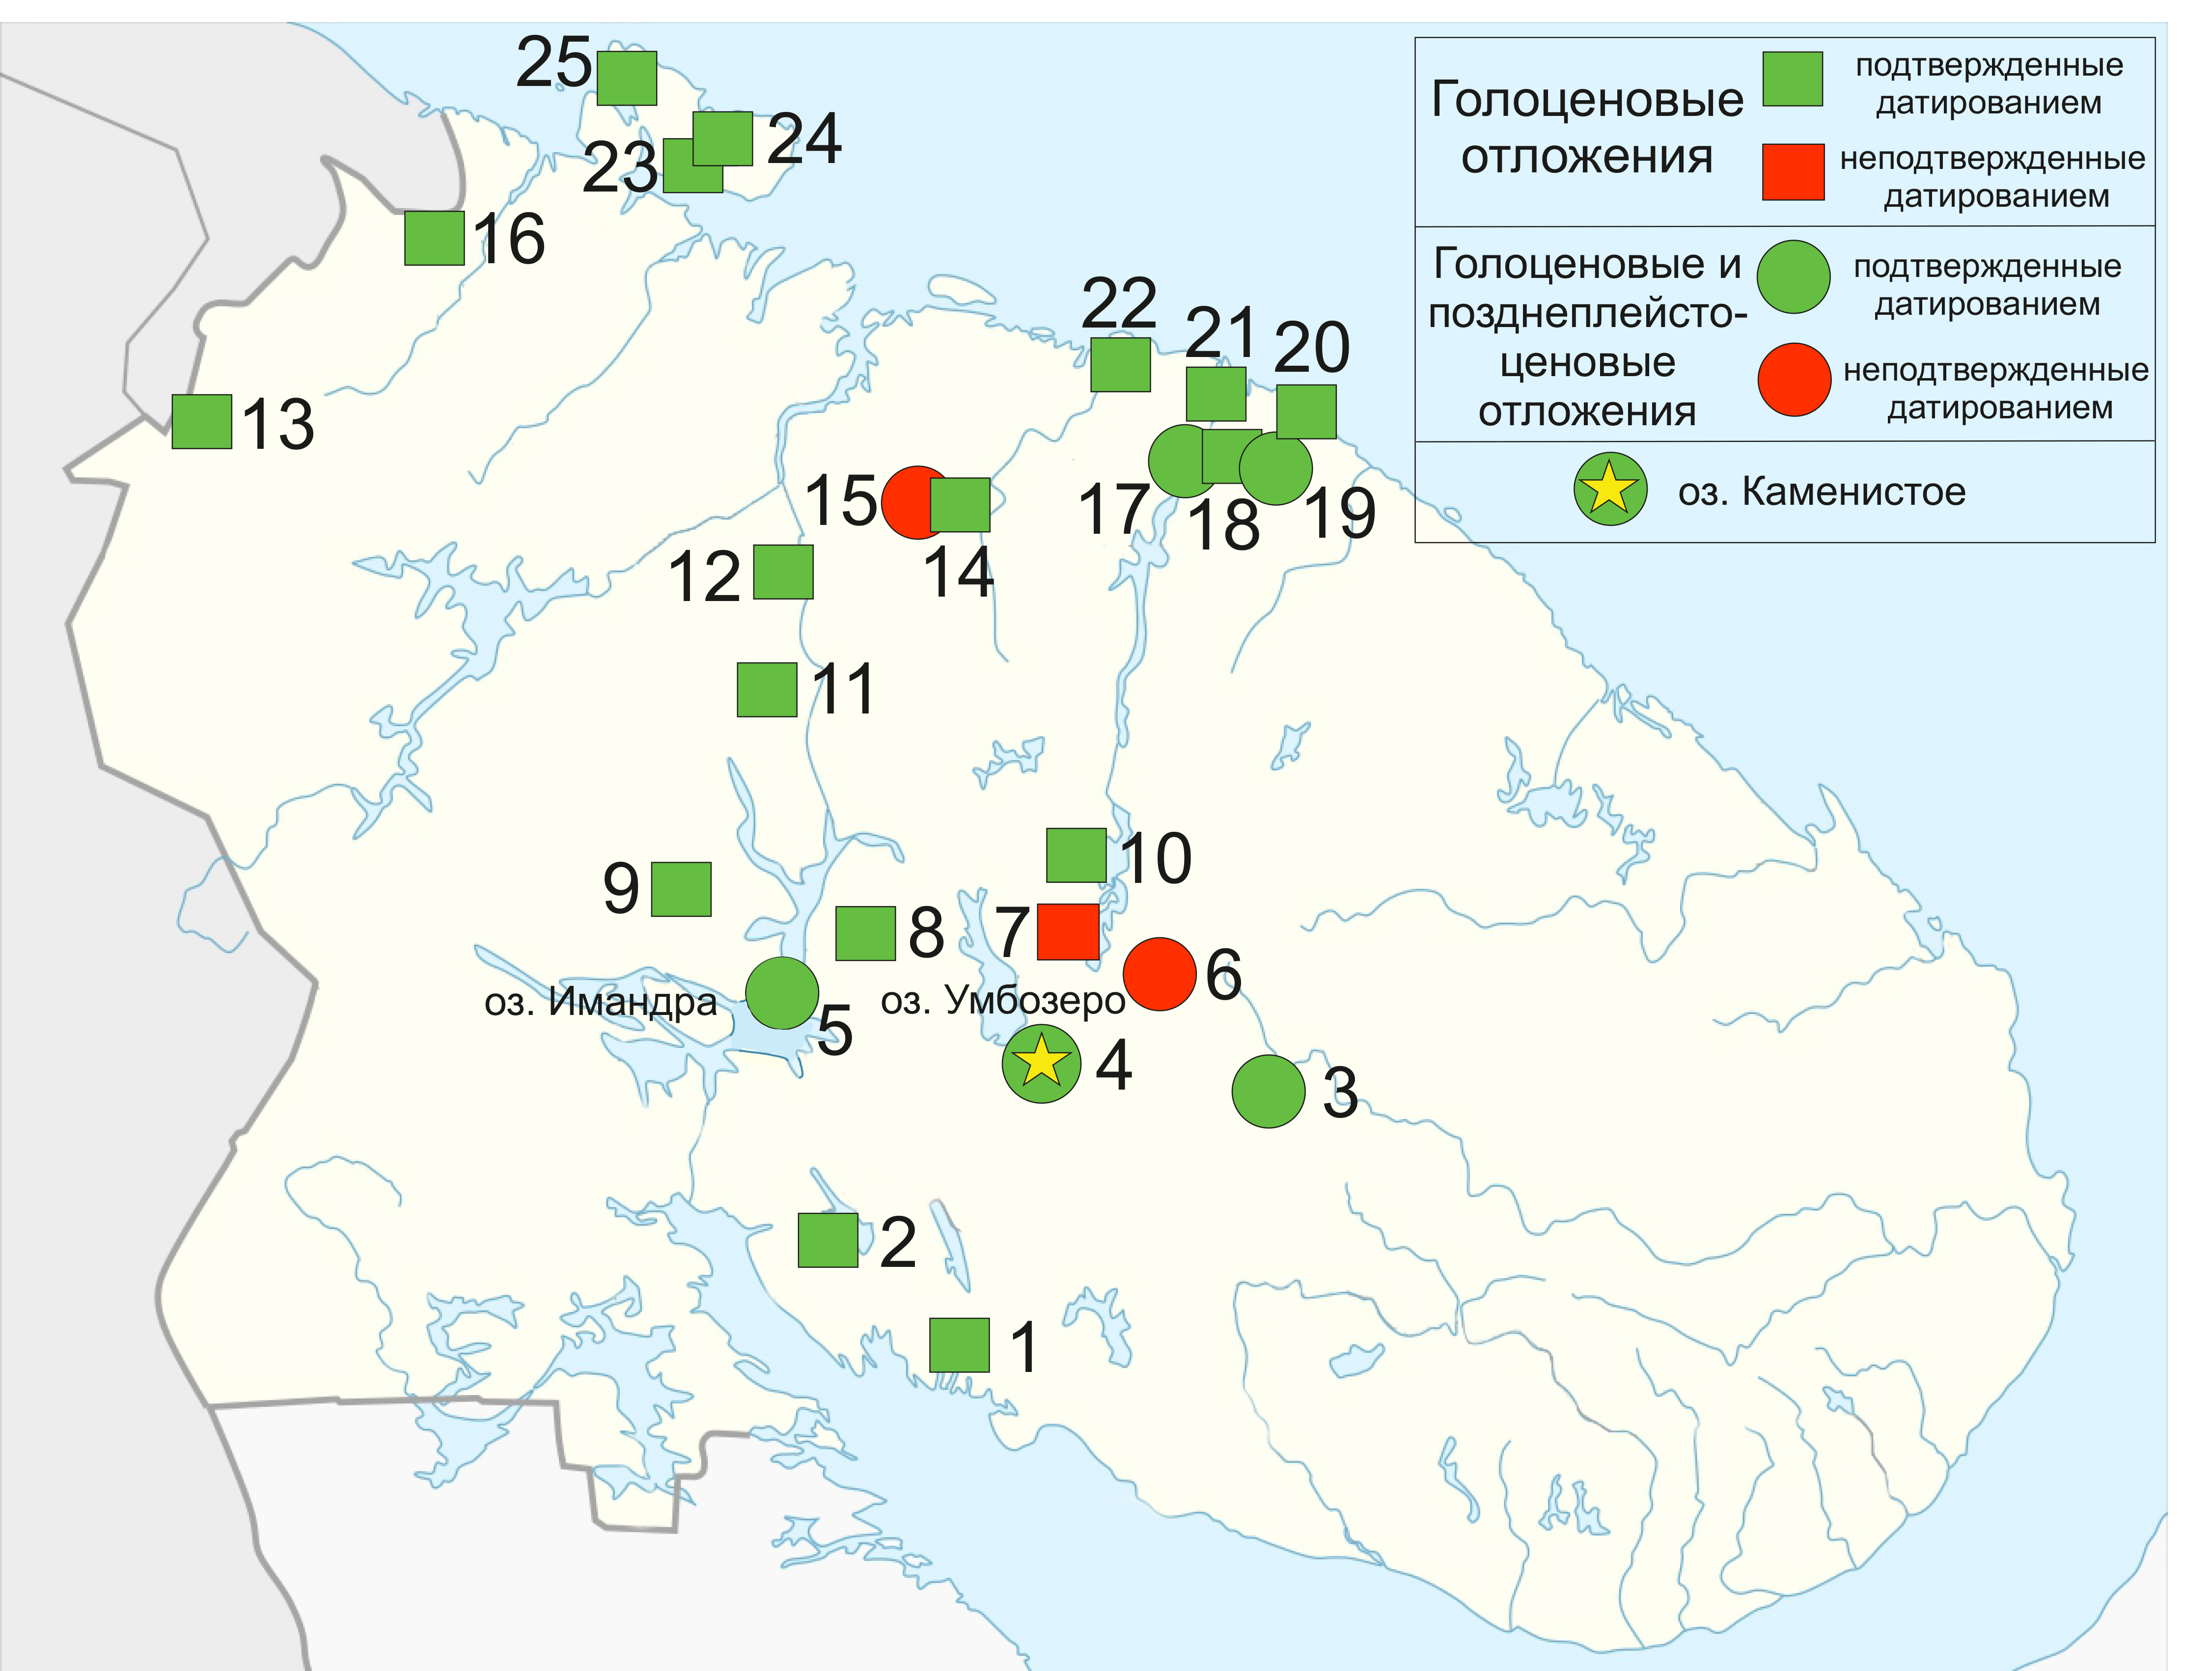 25
24
23
16
22
21
20
13
15
17
18
19
14
12
11
10
9
8
7
6
оз. Имандра
оз. Умбозеро
5
4
3
2
1
Голоценовые
отложения
подтвержденные
датированием
неподтвержденные
датированием
Голоценовые и
позднеплейсто-
ценовые
отложения
подтвержденные
датированием
неподтвержденные
датированием
оз. Каменистое